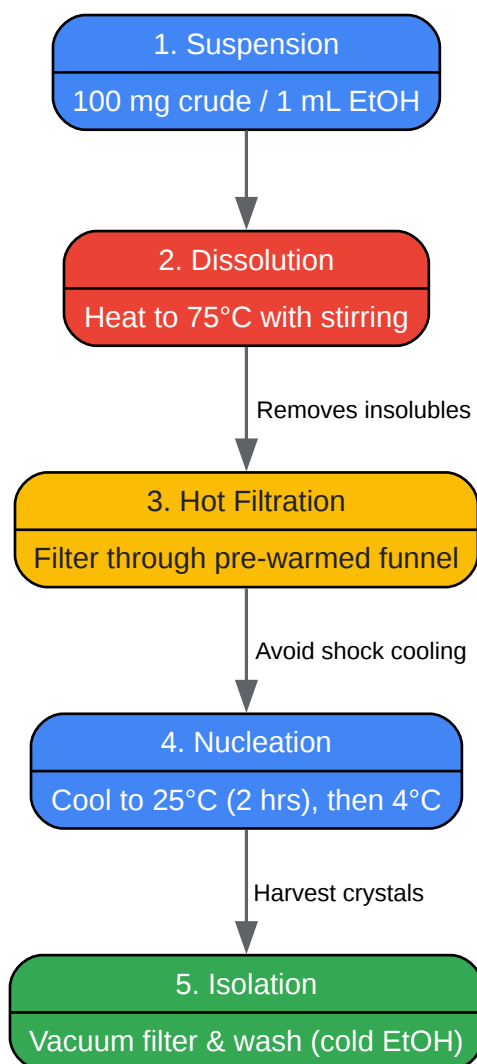 1. Suspension
100 mg crude / 1 mL EtOH
2. Dissolution
Heat to 75°C with stirring
Removes insolubles
3. Hot Filtration
Filter through pre-warmed funnel
Avoid shock cooling
4. Nucleation
Cool to 25°C (2 hrs), then 4°C
Harvest crystals
5. Isolation
Vacuum filter & wash (cold EtOH)